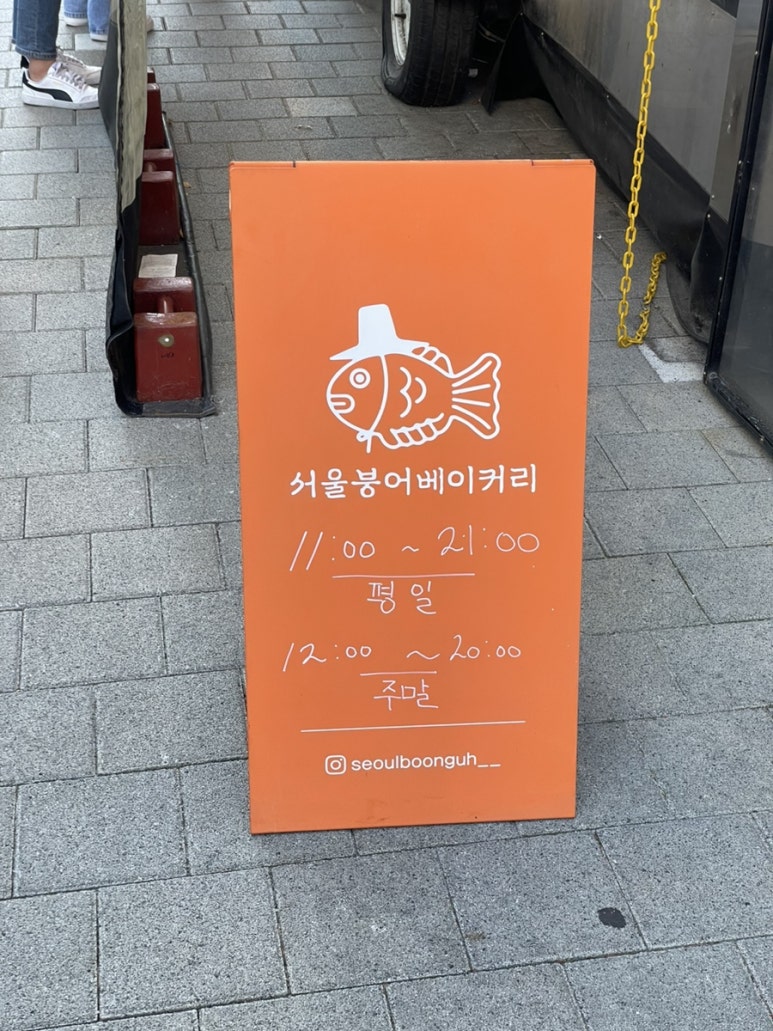 서울붕어베이커리
11:00 ~ 21:00
평일
12:00 ~ 20:00
주말
seoulboonguh__